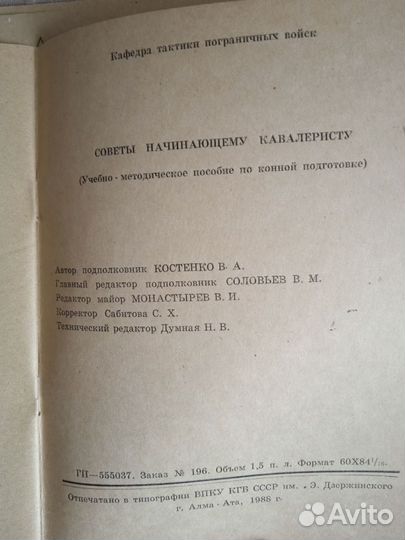 Кафедра тактики пограничных войск
СОВЕТЫ НАЧИНАЮЩЕМУ КАВАЛЕРИСТУ
(Учебно - методическое пособие по конной подготовке)
Автор подполковник КОСТЕНКО В. А.
Главный редактор подполковник СОЛОВЬЕВ В. М.
Редактор майор МОНАСТЫРЕВ В. И.
Корректор Сабитова С. Х.
Технический редактор Думная Н. В.
ГП—555037. Заказ № 196. Объем 1,5 п. л. Формат 60Х84 1/16.
Отпечатано в типографии ВПКУ КГБ СССР им. . Э. Дзержинского
г. Алма - Ата, 1988 г.
Avito